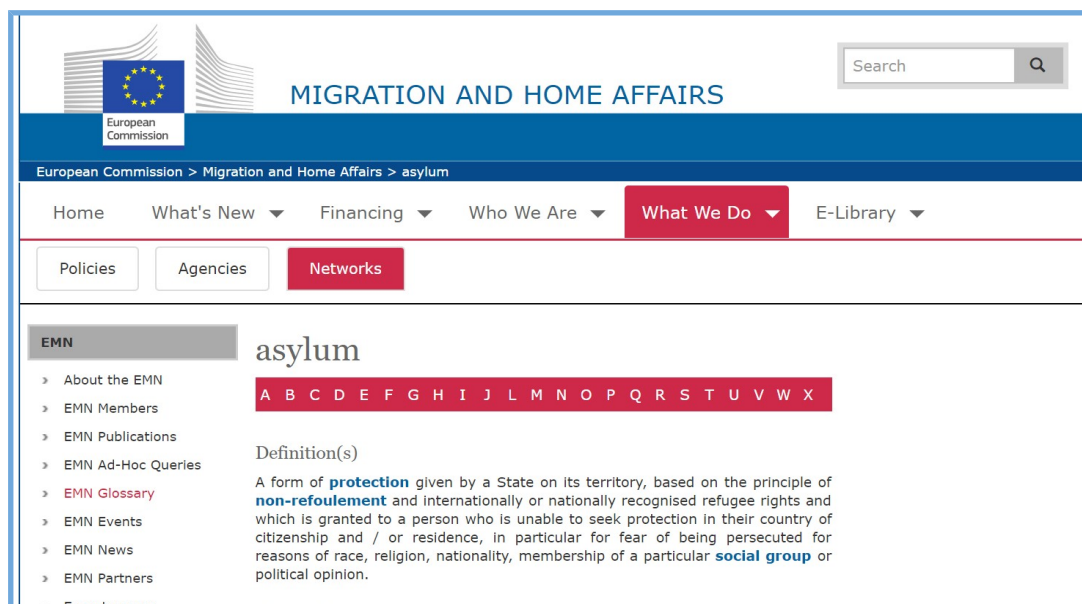 Search
MIGRATION AND HOME AFFAIRS
European
Commission
European Commission > Migration and Home Affairs > asylum
Home What's New Financing Who We Are What We Do E-Library
Policies Agencies Networks
EMN
About the EMN
EMN Members
EMN Publications
EMN Ad-Hoc Queries
EMN Glossary
EMN Events
EMN News
EMN Partners
asylum
A B C D E F G H I J L M N O P Q R S T U V W X
Definition(s)
A form of protection given by a State on its territory, based on the principle of
non-refoulement and internationally or nationally recognised refugee rights and
which is granted to a person who is unable to seek protection in their country of
citizenship and / or residence, in particular for fear of being persecuted for
reasons of race, religion, nationality, membership of a particular social group or
political opinion.